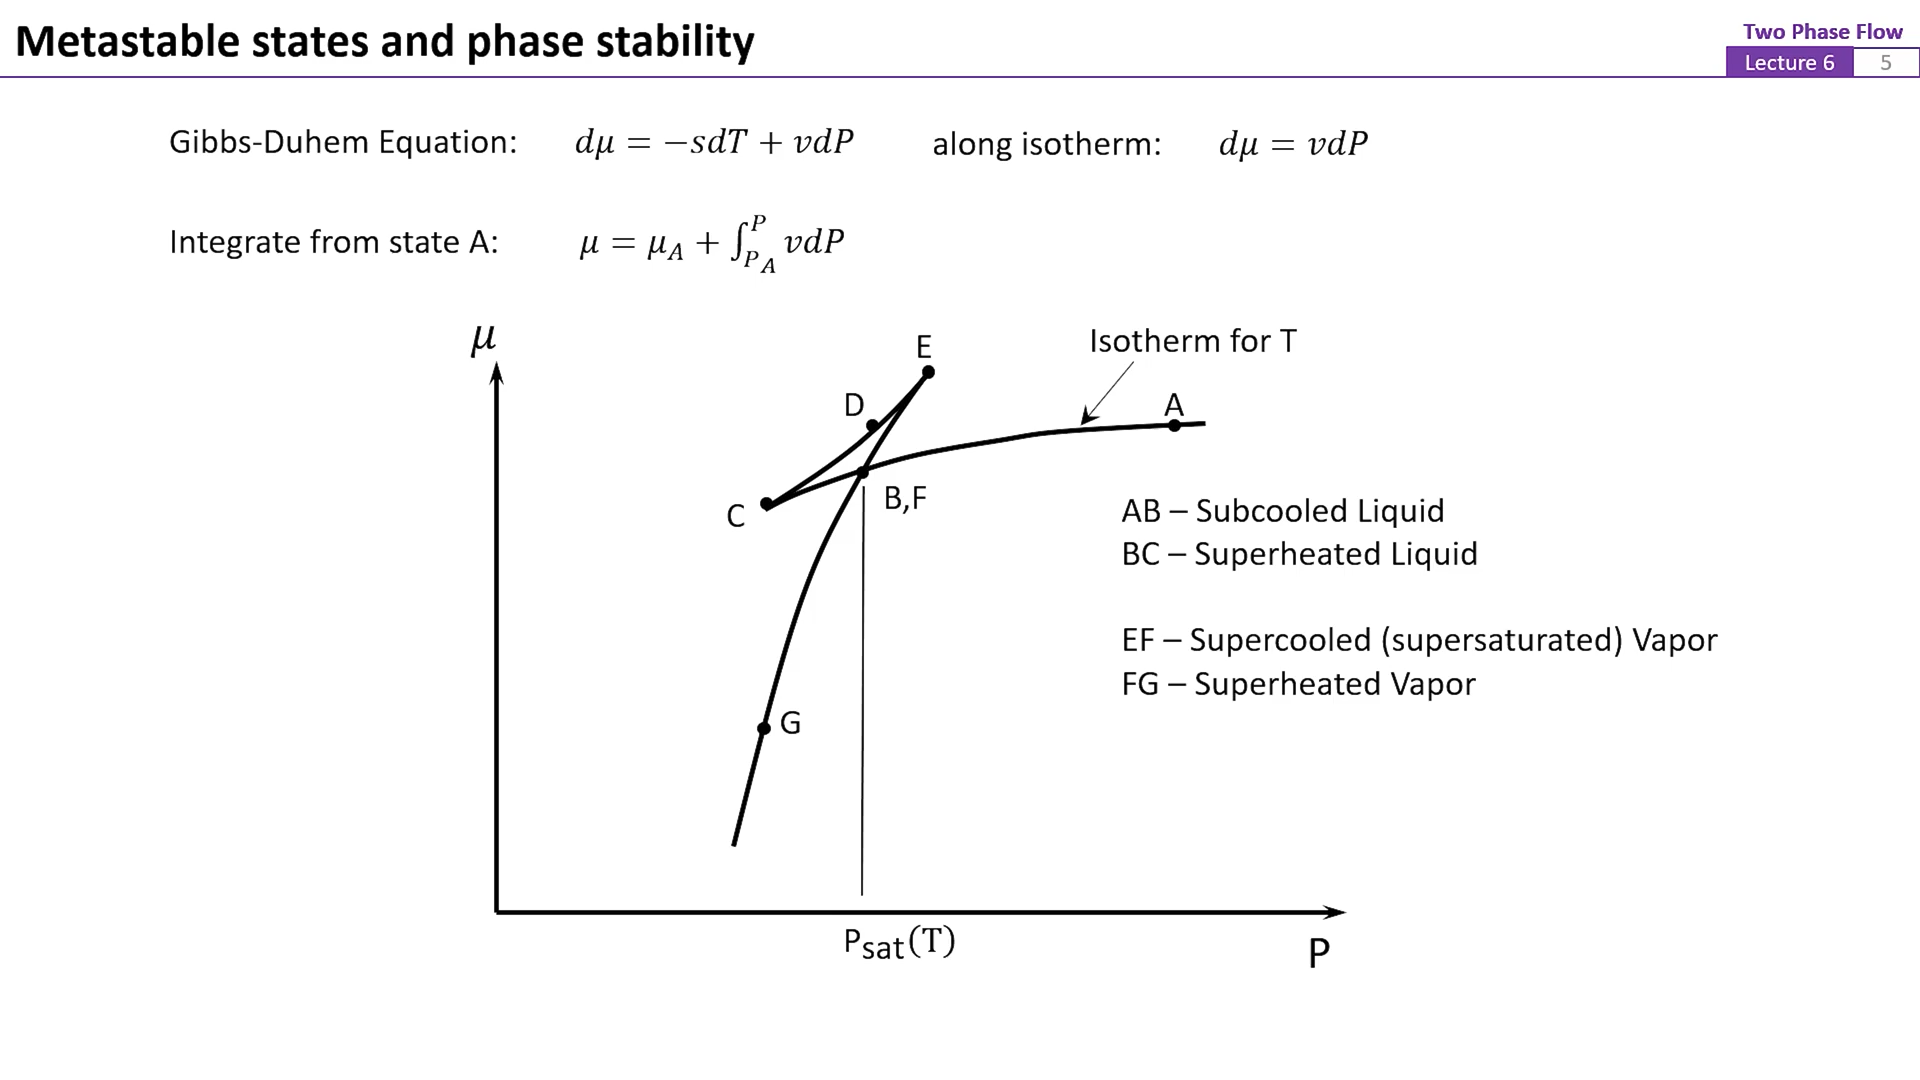 Metastable states and phase stability
Two Phase Flow
Lecture 6
5
Gibbs-Duhem Equation: dμ = −sdT + vdP along isotherm: dμ = vdP
Integrate from state A: μ = μ_A + ∫_{P_A}^{P} vdP
μ
E
Isotherm for T
D
A
C
B,F
AB – Subcooled Liquid
BC – Superheated Liquid
EF – Supercooled (supersaturated) Vapor
FG – Superheated Vapor
G
P_sat(T)
P